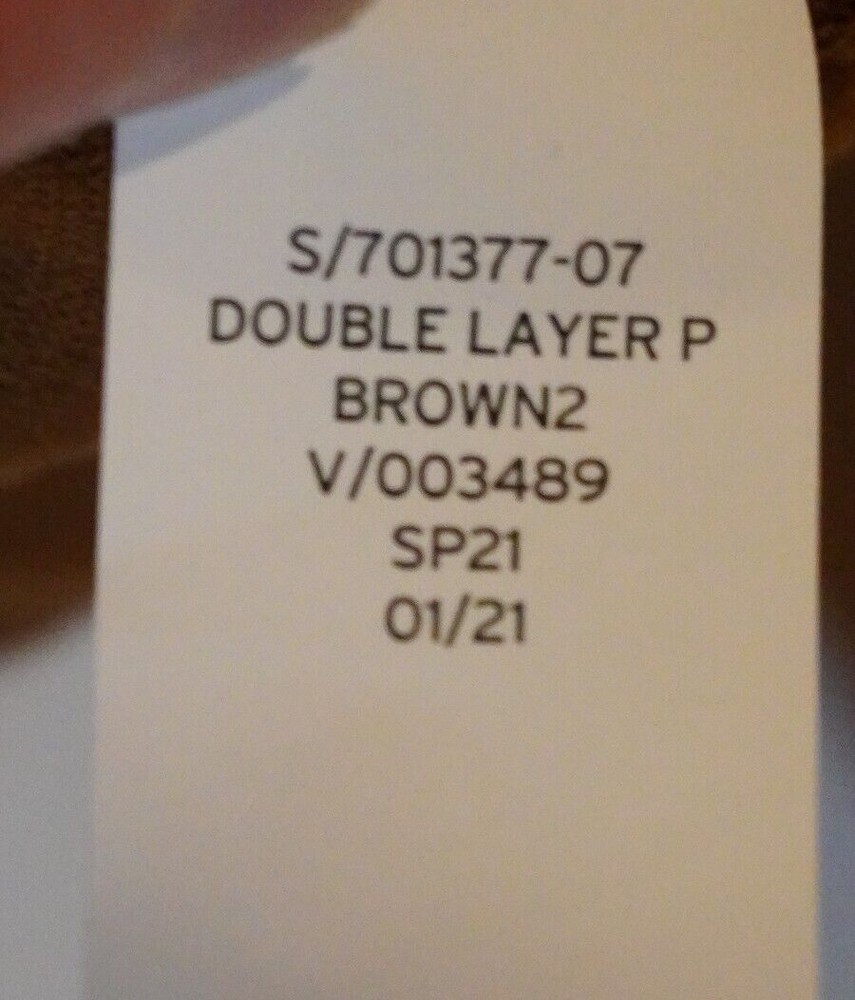 S/701377-07
DOUBLE LAYER P
BROWN2
V/003489
SP21
01/21